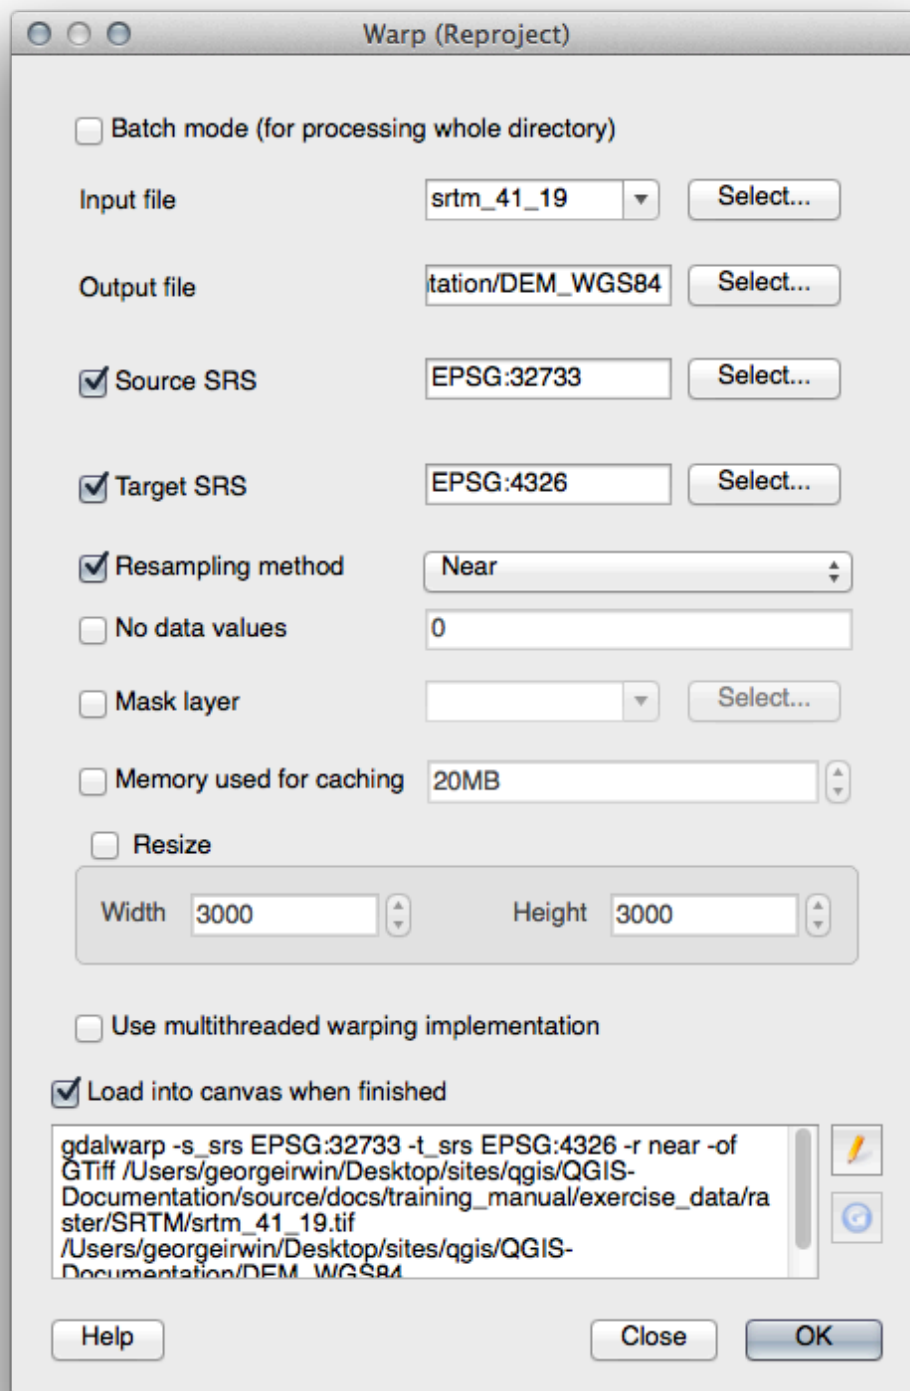 Warp (Reproject)
Batch mode (for processing whole directory)
Input file srtm_41_19 Select...
Output file tation/DEM_WGS84 Select...
Source SRS EPSG:32733 Select...
Target SRS EPSG:4326 Select...
Resampling method Near
No data values 0
Mask layer Select...
Memory used for caching 20MB
Resize
Width 3000 Height 3000
Use multithreaded warping implementation
Load into canvas when finished
gdalwarp -s_srs EPSG:32733 -t_srs EPSG:4326 -r near -of
GTiff /Users/georgeirwin/Desktop/sites/qgis/QGIS-
Documentation/source/docs/training_manual/exercise_data/ra
ster/SRTM/srtm_41_19.tif
/Users/georgeirwin/Desktop/sites/qgis/QGIS-
Documentation/DEM_WGS84
Help Close OK